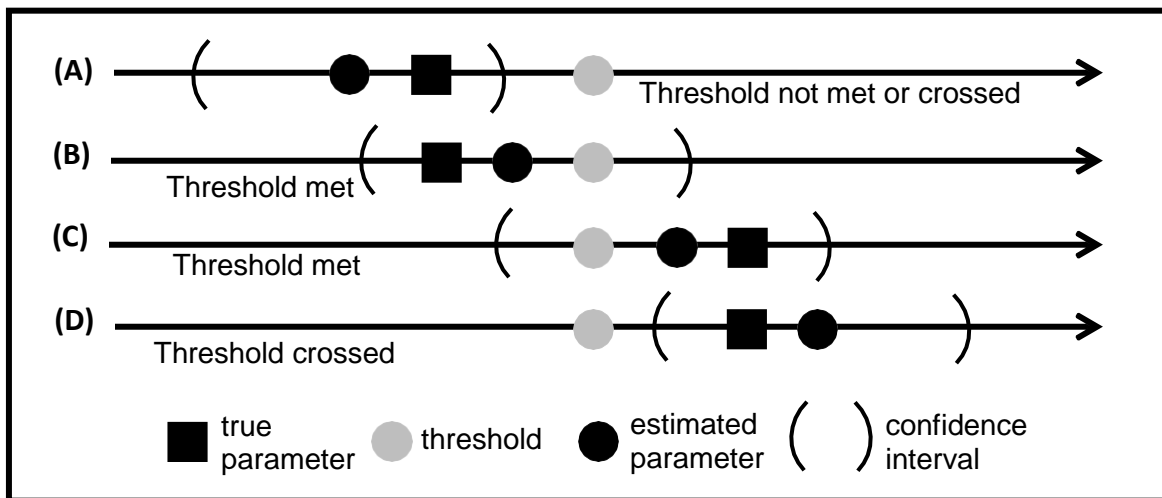 (A)
Threshold not met or crossed
(B)
Threshold met
(C)
Threshold met
(D)
Threshold crossed
true
parameter
threshold
estimated
parameter
confidence
interval